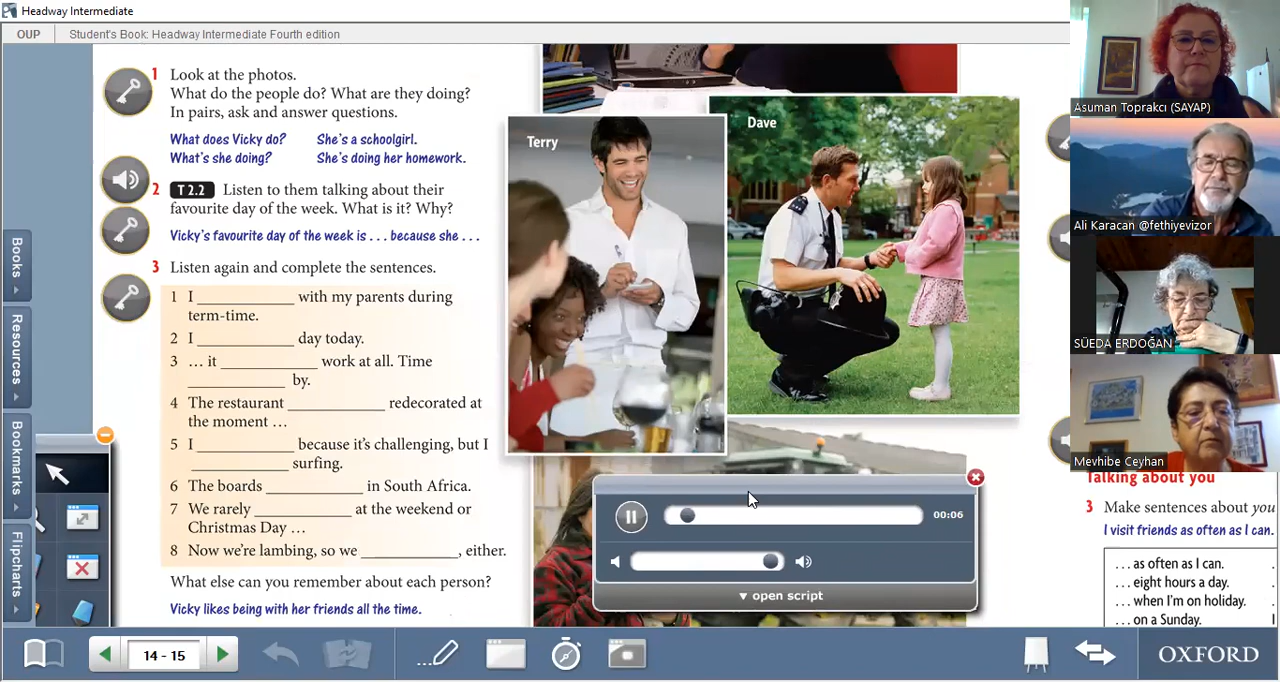 Headway Intermediate
OUP
Student's Book: Headway Intermediate Fourth edition
1 Look at the photos.
What do the people do? What are they doing?
In pairs, ask and answer questions.
What does Vicky do? She's a schoolgirl.
What's she doing? She's doing her homework.
2 T 2.2 Listen to them talking about their
favourite day of the week. What is it? Why?
Vicky's favourite day of the week is . . . because she . . .
3 Listen again and complete the sentences.
1 I ____________ with my parents during
term-time.
2 I ____________ day today.
3 … it ____________ work at all. Time
____________ by.
4 The restaurant ____________ redecorated at
the moment …
5 I ____________ because it's challenging, but I
____________ surfing.
6 The boards ____________ in South Africa.
7 We rarely ____________ at the weekend or
Christmas Day …
8 Now we're lambing, so we ____________, either.
What else can you remember about each person?
Vicky likes being with her friends all the time.
Terry
Dave
00:06
open script
Books
Resources
Bookmarks
Flipcharts
14 - 15
OXFORD
Asuman Toprakcı (SAYAP)
Ali Karacan @fethiyevizor
SÜEDA ERDOĞAN
Mevhibe Ceyhan
Talking about you
3 Make sentences about you
I visit friends as often as I can.
. . . as often as I can.
. . . eight hours a day.
. . . when I'm on holiday.
. . . on a Sunday.